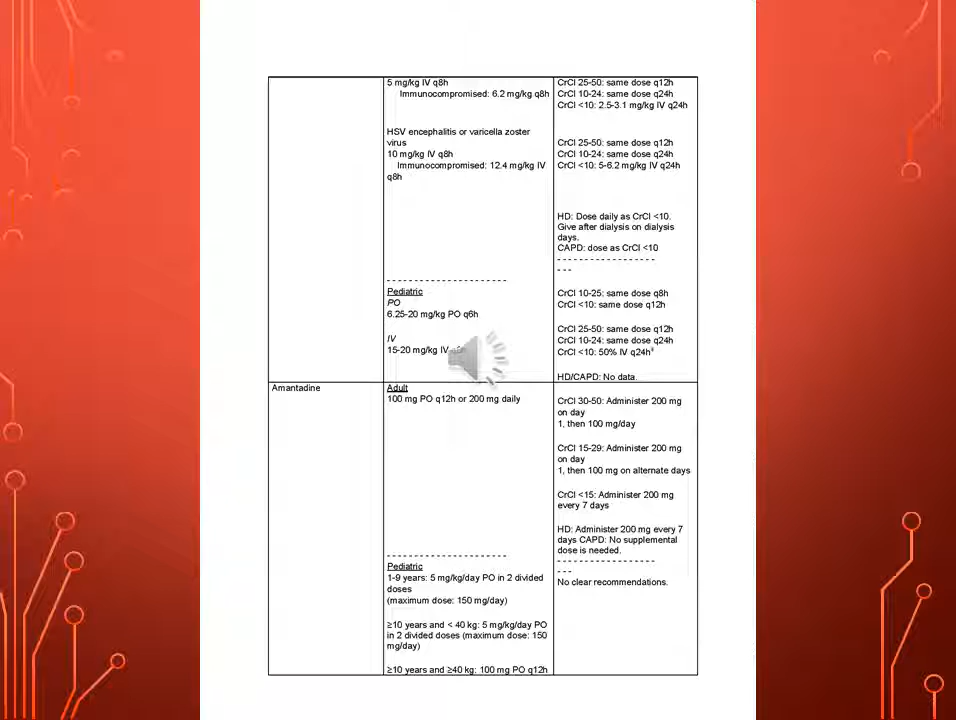 5 mg/kg IV q8h
Immunocompromised: 6.2 mg/kg q8h
HSV encephalitis or varicella zoster
virus
10 mg/kg IV q8h
Immunocompromised: 12.4 mg/kg IV
q8h
- - - - - - - - - - - - - - - - - - - - - -
Pediatric
PO
6.25-20 mg/kg PO q6h
IV
15-20 mg/kg IV
CrCl 25-50: same dose q12h
CrCl 10-24: same dose q24h
CrCl <10: 2.5-3.1 mg/kg IV q24h
CrCl 25-50: same dose q12h
CrCl 10-24: same dose q24h
CrCl <10: 5-6.2 mg/kg IV q24h
HD: Dose daily as CrCl <10.
Give after dialysis on dialysis
days.
CAPD: dose as CrCl <10
- - - - - - - - - - - - - - - - - -
- - -
CrCl 10-25: same dose q8h
CrCl <10: same dose q12h
CrCl 25-50: same dose q12h
CrCl 10-24: same dose q24h
CrCl <10: 50% IV q24h
HD/CAPD: No data.
Amantadine
Adult
100 mg PO q12h or 200 mg daily
- - - - - - - - - - - - - - - - - - - - - -
Pediatric
1-9 years: 5 mg/kg/day PO in 2 divided
doses
(maximum dose: 150 mg/day)
≥10 years and < 40 kg: 5 mg/kg/day PO
in 2 divided doses (maximum dose: 150
mg/day)
≥10 years and ≥40 kg: 100 mg PO q12h
CrCl 30-50: Administer 200 mg
on day
1, then 100 mg/day
CrCl 15-29: Administer 200 mg
on day
1, then 100 mg on alternate days
CrCl <15: Administer 200 mg
every 7 days
HD: Administer 200 mg every 7
days CAPD: No supplemental
dose is needed.
- - - - - - - - - - - - - - - - - -
- - -
No clear recommendations.